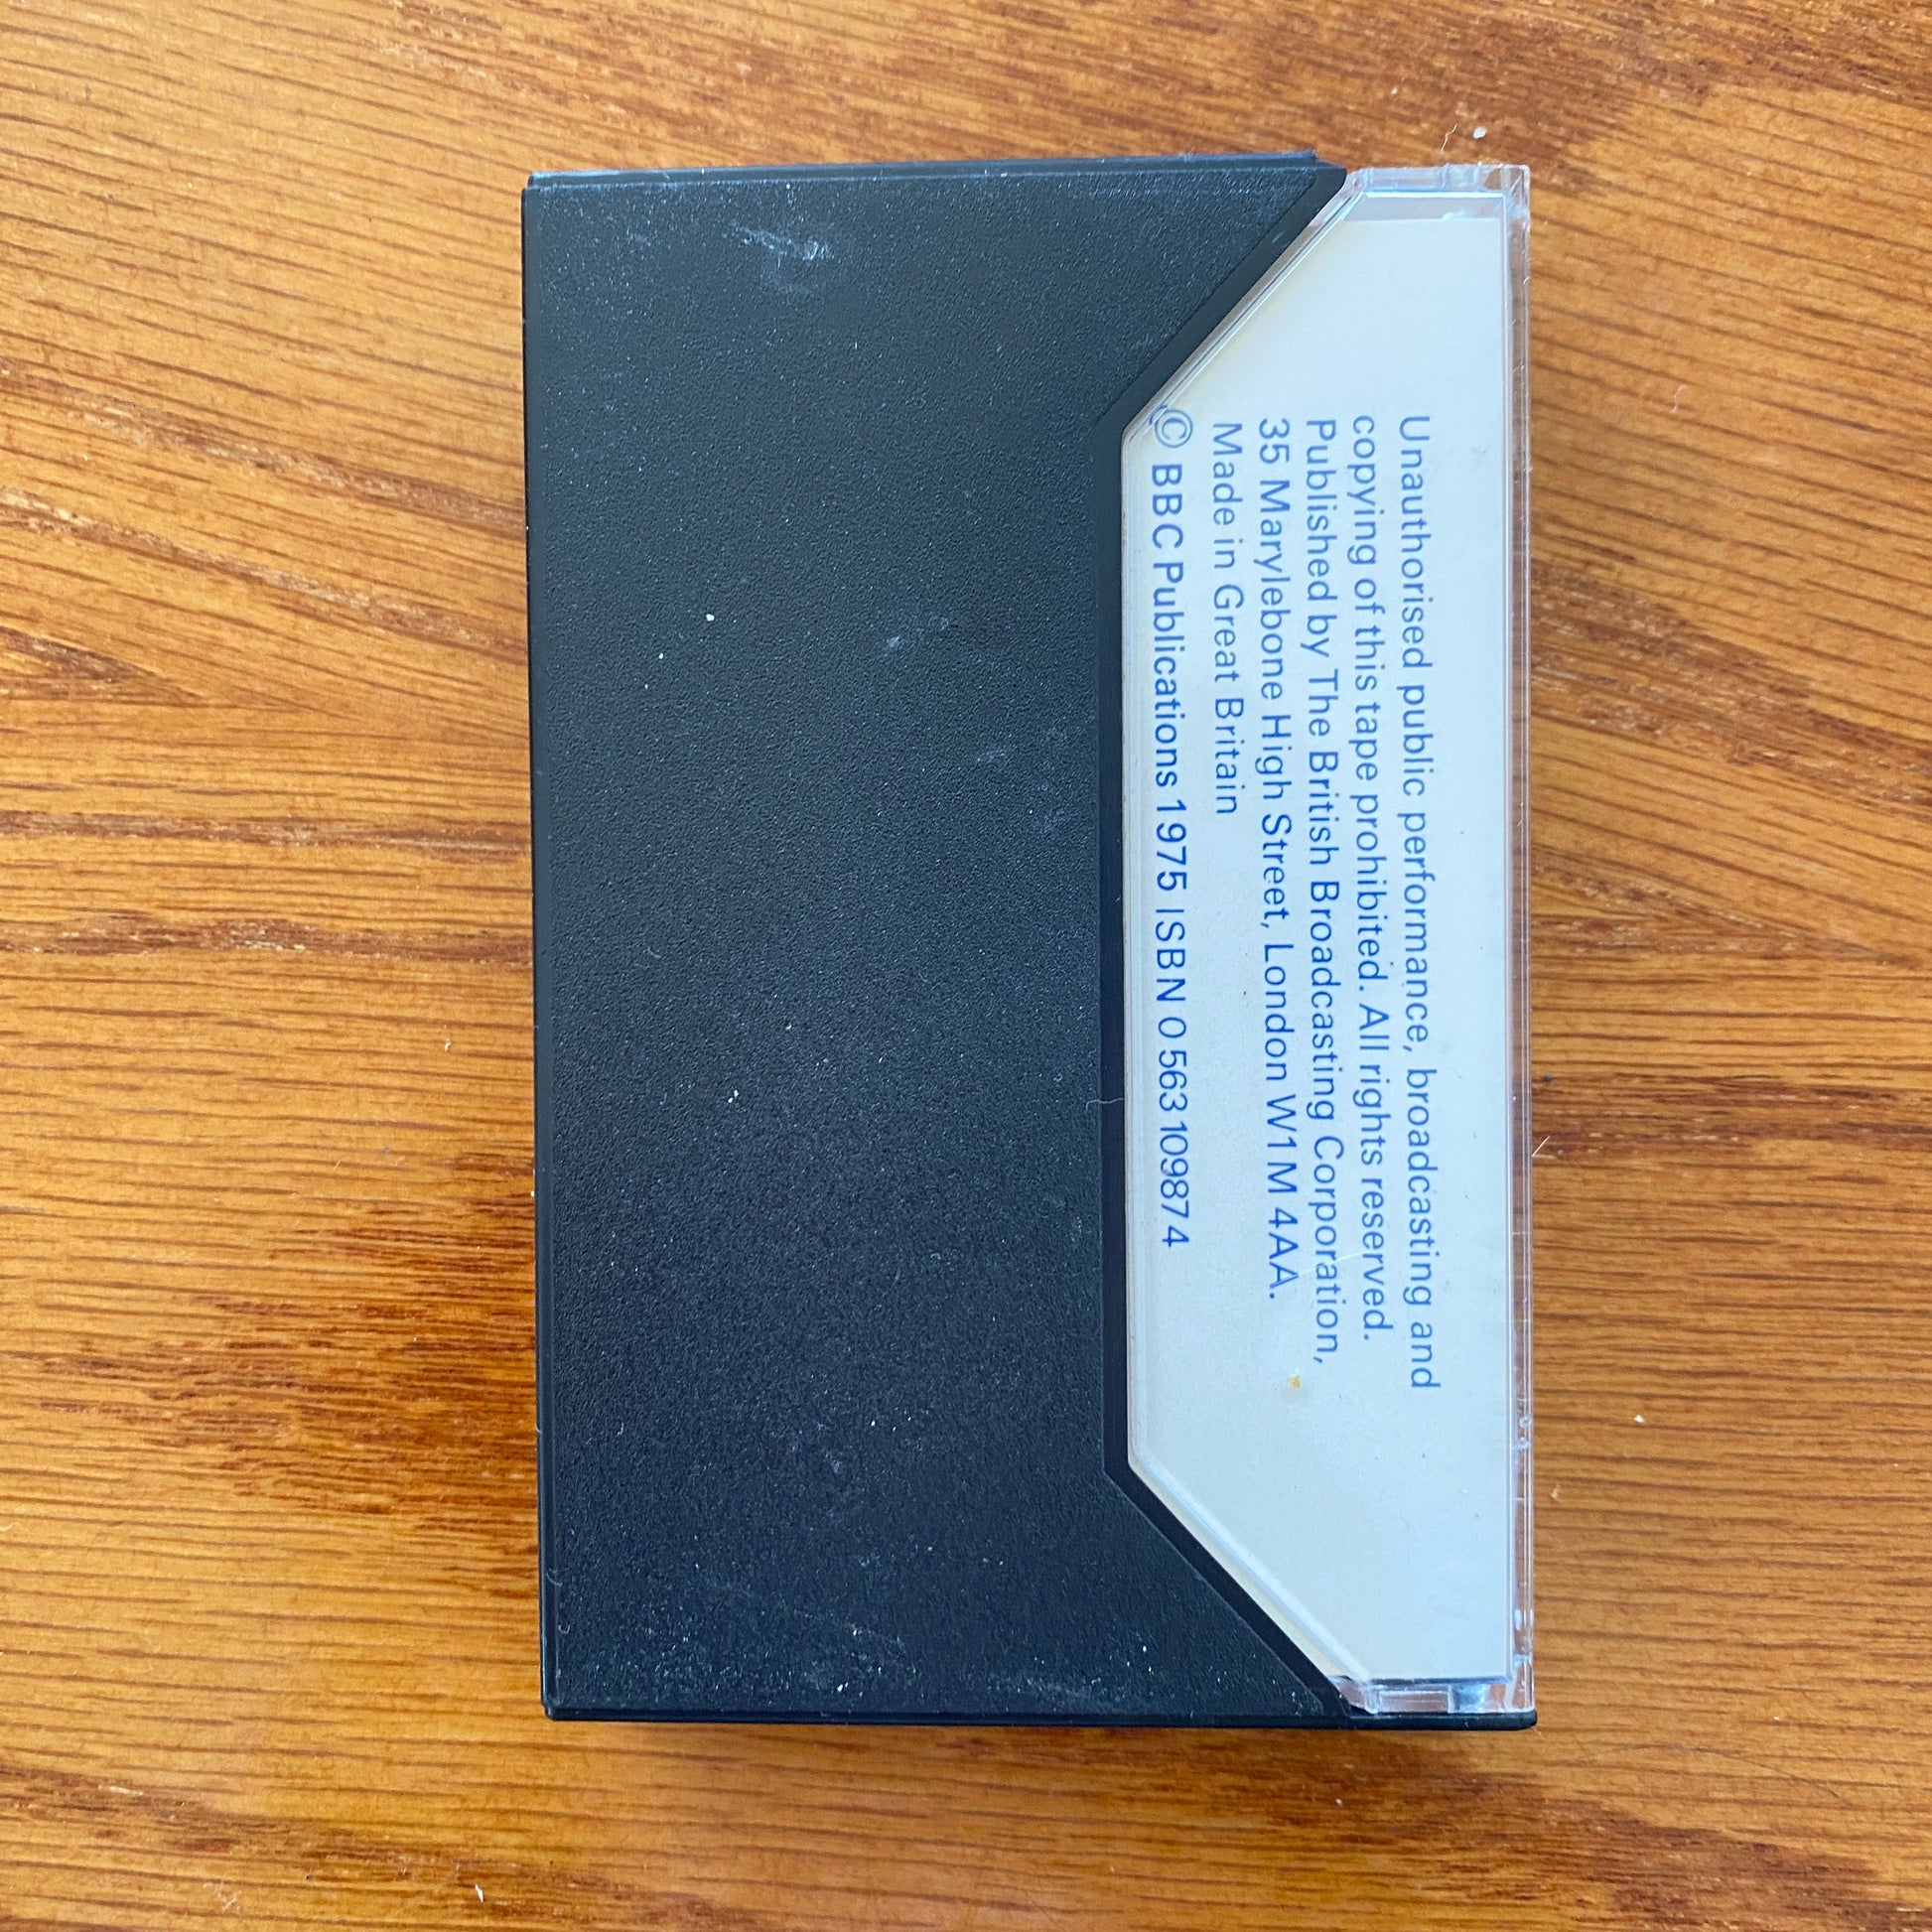 Unauthorised public performance, broadcasting and
copying of this tape prohibited. All rights reserved.
Published by The British Broadcasting Corporation,
35 Marylebone High Street, London W1M 4AA.
Made in Great Britain
© BBC Publications 1975 ISBN 0 563 10987 4